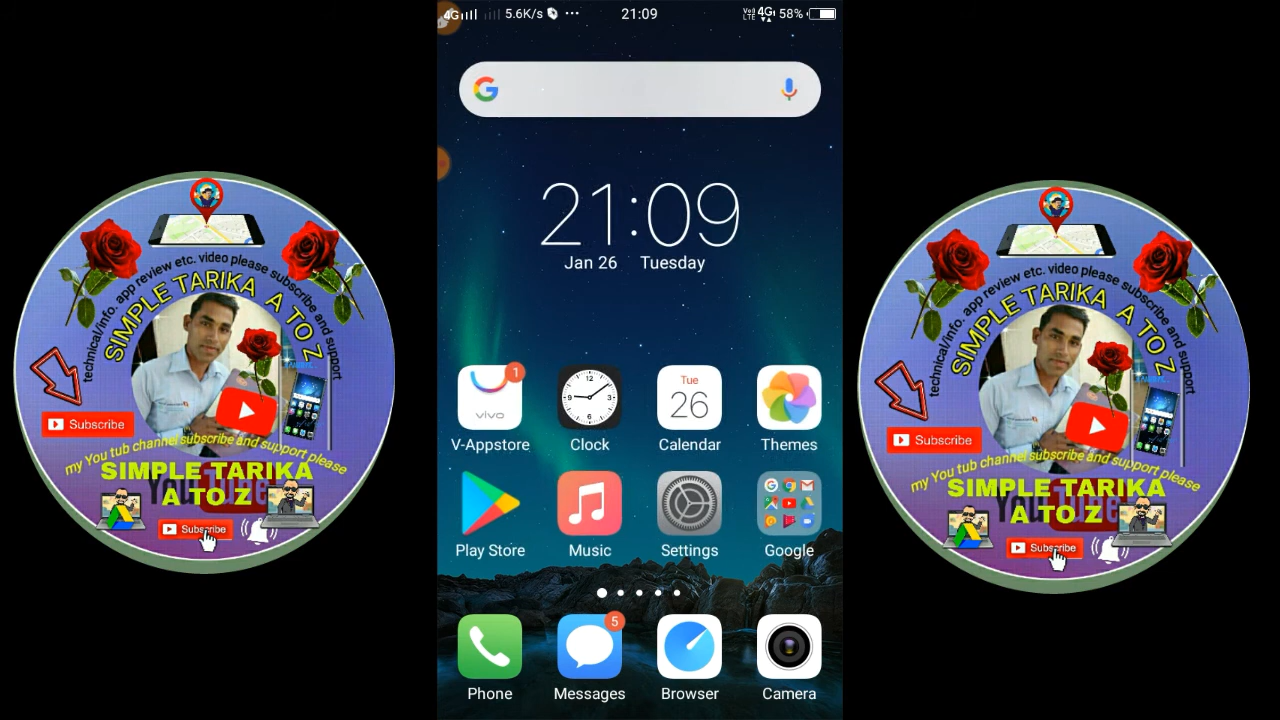 technical/info. app review etc. video please subscribe and support
SIMPLE TARIKA A TO Z
Subscribe
my You tub channel subscribe and support please
SIMPLE TARIKA
A TO Z
YouTube
Subscribe
4G 5.6K/s ··· 21:09 VoLTE 4G 58%
21:09
Jan 26 Tuesday
1
vivo
Tue
26
V-Appstore Clock Calendar Themes
Play Store Music Settings Google
5
Phone Messages Browser Camera
technical/info. app review etc. video please subscribe and support
SIMPLE TARIKA A TO Z
Subscribe
my You tub channel subscribe and support please
SIMPLE TARIKA
A TO Z
YouTube
Subscribe